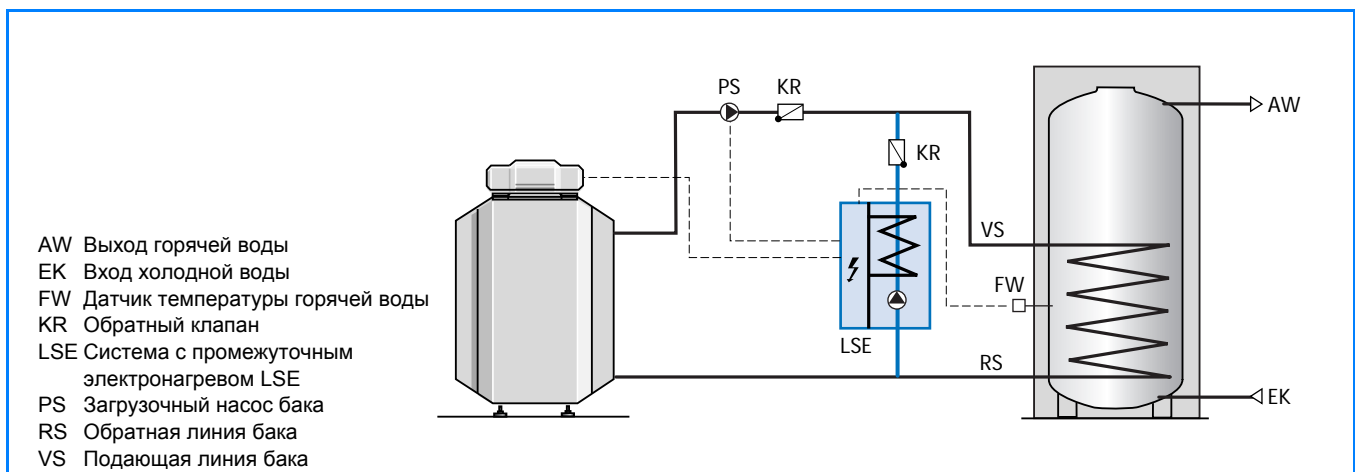 PS KR
AW
KR
VS
FW
LSE
RS
EK
AW Выход горячей воды
EK Вход холодной воды
FW Датчик температуры горячей воды
KR Обратный клапан
LSE Система с промежуточным
электронагревом LSE
PS Загрузочный насос бака
RS Обратная линия бака
VS Подающая линия бака